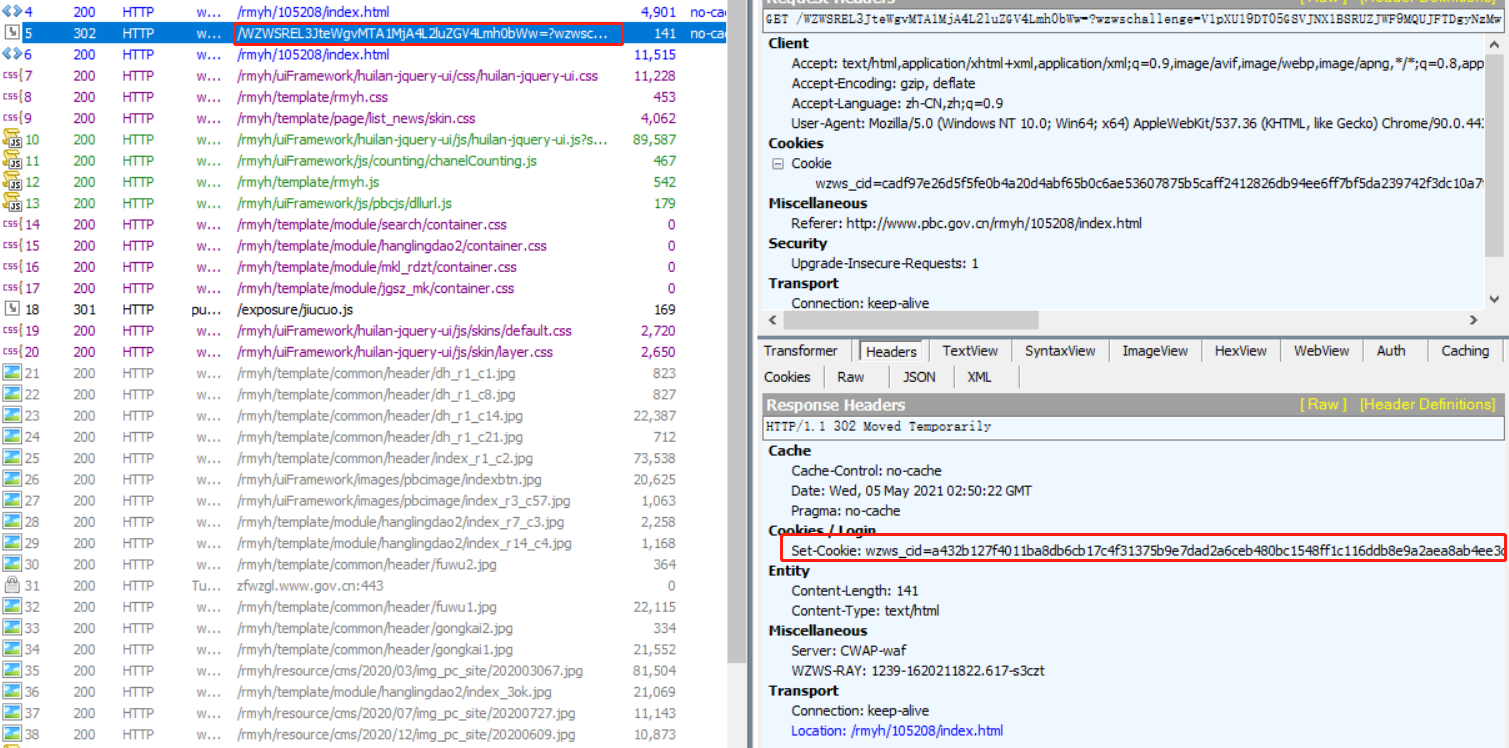 4 200 HTTP w... /rmyh/105208/index.html 4,901 no-cac
5 302 HTTP w... /WZWSREL3JteWgvMTA1MjA4L2luZGV4Lmh0bWw=?wzwsc... 141 no-cac
6 200 HTTP w... /rmyh/105208/index.html 11,515
7 200 HTTP w... /rmyh/uiFramework/huilan-jquery-ui/css/huilan-jquery-ui.css 11,228
8 200 HTTP w... /rmyh/template/rmyh.css 453
9 200 HTTP w... /rmyh/template/page/list_news/skin.css 4,062
10 200 HTTP w... /rmyh/uiFramework/huilan-jquery-ui/js/huilan-jquery-ui.js?s... 89,587
11 200 HTTP w... /rmyh/uiFramework/js/counting/chanelCounting.js 467
12 200 HTTP w... /rmyh/template/rmyh.js 542
13 200 HTTP w... /rmyh/uiFramework/js/pbcjs/dllurl.js 179
14 200 HTTP w... /rmyh/template/module/search/container.css 0
15 200 HTTP w... /rmyh/template/module/hanglingdao2/container.css 0
16 200 HTTP w... /rmyh/template/module/mkl_rdzt/container.css 0
17 200 HTTP w... /rmyh/template/module/jgsz_mk/container.css 0
18 301 HTTP pu... /exposure/jiucuo.js 169
19 200 HTTP w... /rmyh/uiFramework/huilan-jquery-ui/js/skins/default.css 2,720
20 200 HTTP w... /rmyh/uiFramework/huilan-jquery-ui/js/skin/layer.css 2,650
21 200 HTTP w... /rmyh/template/common/header/dh_r1_c1.jpg 823
22 200 HTTP w... /rmyh/template/common/header/dh_r1_c8.jpg 827
23 200 HTTP w... /rmyh/template/common/header/dh_r1_c14.jpg 22,387
24 200 HTTP w... /rmyh/template/common/header/dh_r1_c21.jpg 712
25 200 HTTP w... /rmyh/template/common/header/index_r1_c2.jpg 73,538
26 200 HTTP w... /rmyh/uiFramework/images/pbcimage/indexbtn.jpg 20,625
27 200 HTTP w... /rmyh/uiFramework/images/pbcimage/index_r3_c57.jpg 1,063
28 200 HTTP w... /rmyh/template/module/hanglingdao2/index_r7_c3.jpg 2,258
29 200 HTTP w... /rmyh/template/module/hanglingdao2/index_r14_c4.jpg 1,168
30 200 HTTP w... /rmyh/template/common/header/fuwu2.jpg 364
31 200 HTTP Tu... zfwzgl.www.gov.cn:443 0
32 200 HTTP w... /rmyh/template/common/header/fuwu1.jpg 22,115
33 200 HTTP w... /rmyh/template/common/header/gongkai2.jpg 334
34 200 HTTP w... /rmyh/template/common/header/gongkai1.jpg 21,552
35 200 HTTP w... /rmyh/resource/cms/2020/03/img_pc_site/202003067.jpg 81,504
36 200 HTTP w... /rmyh/template/module/hanglingdao2/index_3ok.jpg 21,069
37 200 HTTP w... /rmyh/resource/cms/2020/07/img_pc_site/20200727.jpg 11,143
38 200 HTTP w... /rmyh/resource/cms/2020/12/img_pc_site/20200609.jpg 10,873
Request Headers [ Raw ] [Header Definitions]
GET /WZWSREL3JteWgvMTA1MjA4L2luZGV4Lmh0bWw=?wzwschallenge=V1pXU19DT05GSVJNX1BSRUZJWF9MQUJFTDgyNzMw
Client
Accept: text/html,application/xhtml+xml,application/xml;q=0.9,image/avif,image/webp,image/apng,*/*;q=0.8,app
Accept-Encoding: gzip, deflate
Accept-Language: zh-CN,zh;q=0.9
User-Agent: Mozilla/5.0 (Windows NT 10.0; Win64; x64) AppleWebKit/537.36 (KHTML, like Gecko) Chrome/90.0.443
Cookies
Cookie
wzws_cid=cadf97e26d5f5fe0b4a20d4abf65b0c6ae53607875b5caff2412826db94ee6ff7bf5da239742f3dc10a7
Miscellaneous
Referer: http://www.pbc.gov.cn/rmyh/105208/index.html
Security
Upgrade-Insecure-Requests: 1
Transport
Connection: keep-alive
Transformer Headers TextView SyntaxView ImageView HexView WebView Auth Caching
Cookies Raw JSON XML
Response Headers [ Raw ] [Header Definitions]
HTTP/1.1 302 Moved Temporarily
Cache
Cache-Control: no-cache
Date: Wed, 05 May 2021 02:50:22 GMT
Pragma: no-cache
Cookies / Login
Set-Cookie: wzws_cid=a432b127f4011ba8db6cb17c4f31375b9e7dad2a6ceb480bc1548ff1c116ddb8e9a2aea8ab4ee3c
Entity
Content-Length: 141
Content-Type: text/html
Miscellaneous
Server: CWAP-waf
WZWS-RAY: 1239-1620211822.617-s3czt
Transport
Connection: keep-alive
Location: /rmyh/105208/index.html